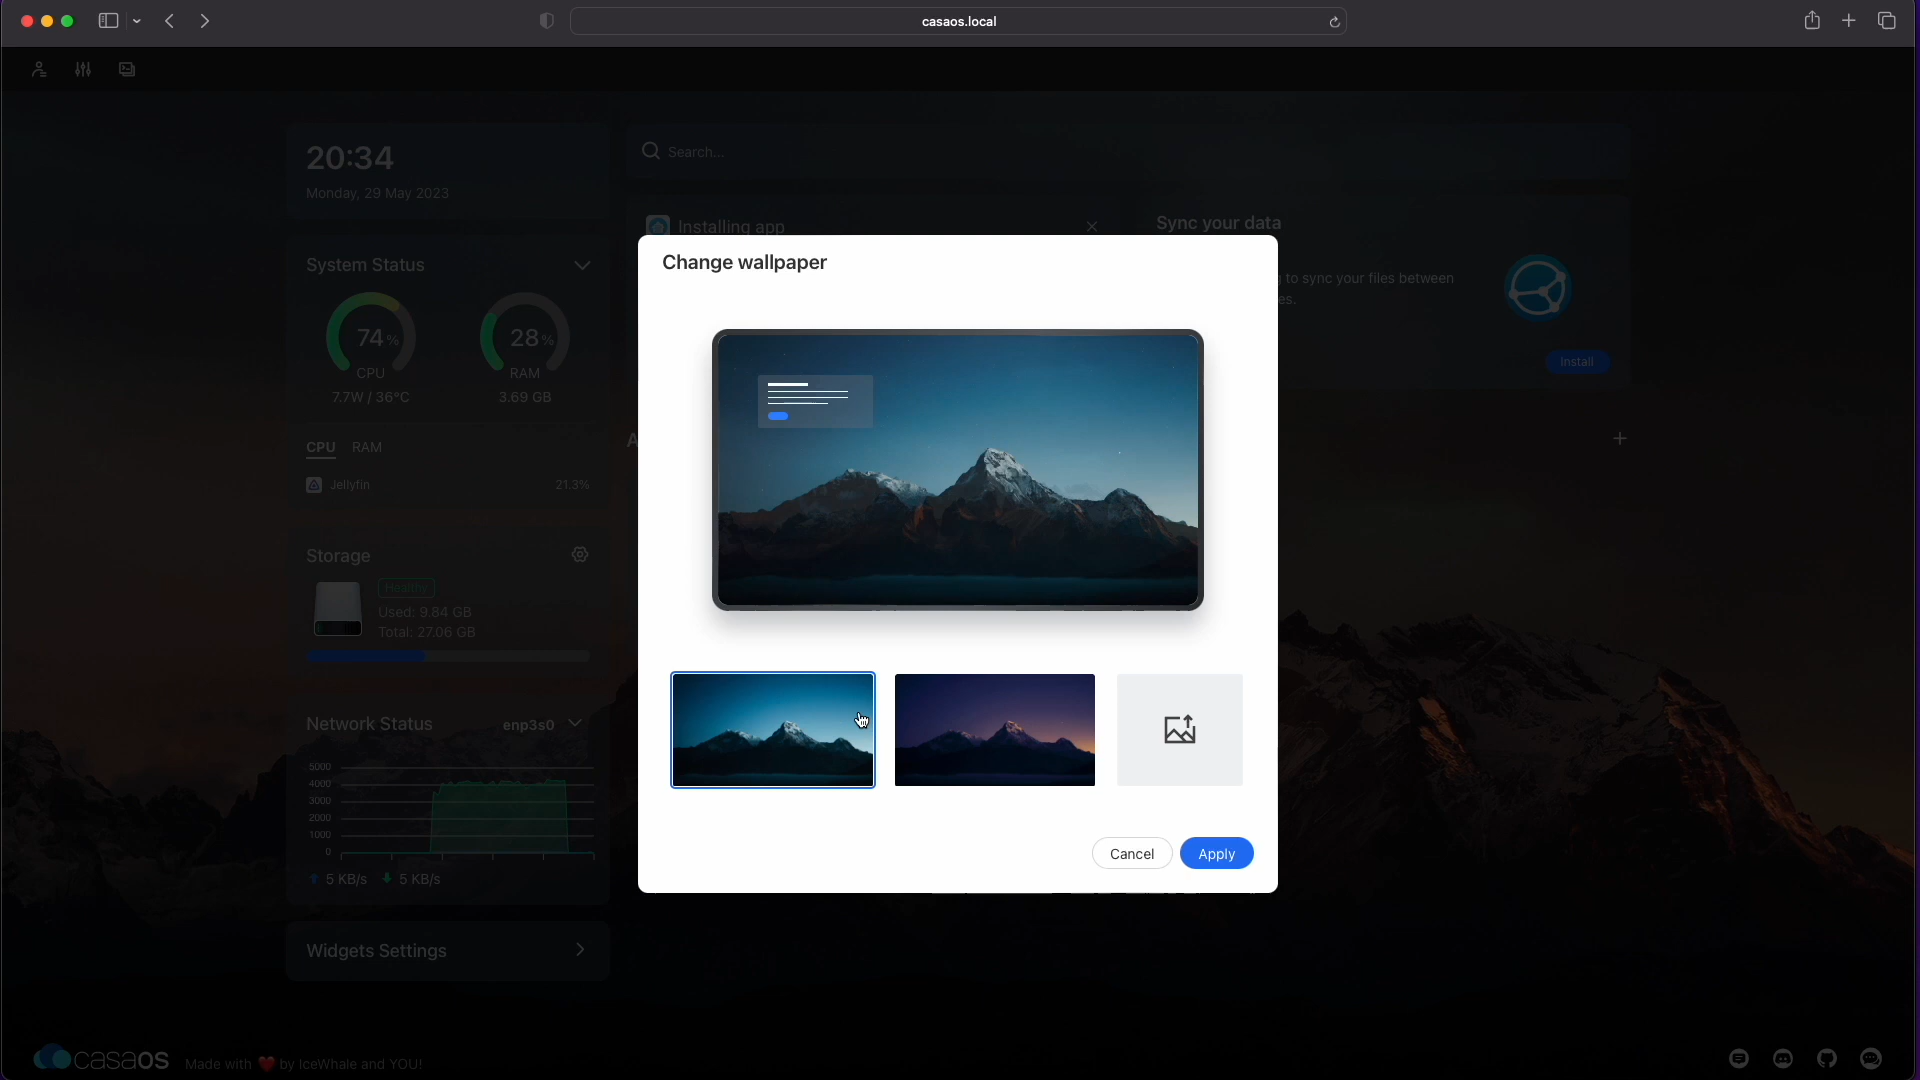 casaos.local
20:34
Monday, 29 May 2023
Search...
Installing app
Sync your data
System Status
Change wallpaper
to sync your files between
es.
74%
CPU
7.7W / 36°C
28%
RAM
3.69 GB
Install
CPU RAM
A
Jellyfin 21.3%
Storage
Healthy
Used: 9.84 GB
Total: 27.06 GB
Network Status enp3s0
5000
4000
3000
2000
1000
0
5 KB/s 5 KB/s
Cancel Apply
Widgets Settings
casaOS Made with ❤️ by IceWhale and YOU!